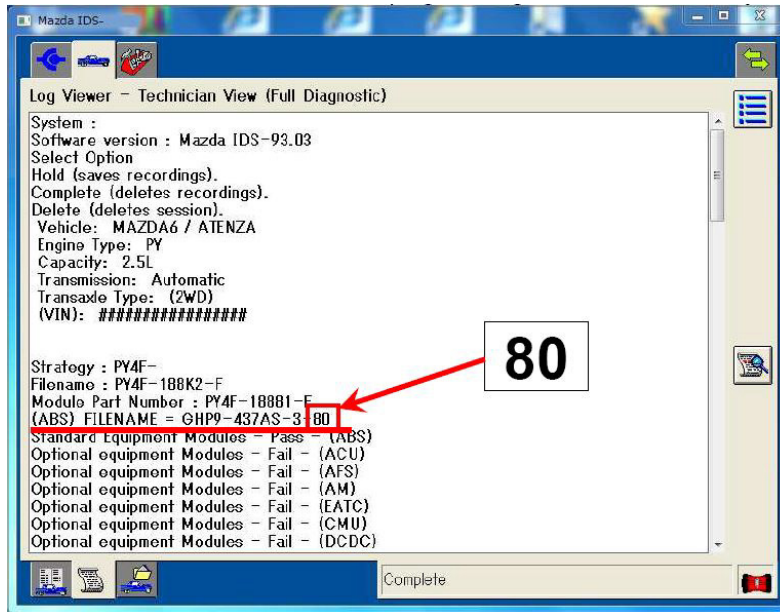 Mazda IDS-
Log Viewer - Technician View (Full Diagnostic)
System :
Software version : Mazda IDS-93.03
Select Option
Hold (saves recordings).
Complete (deletes recordings).
Delete (deletes session).
Vehicle: MAZDA6 / ATENZA
Engine Type: PY
Capacity: 2.5L
Transmission: Automatic
Transaxle Type: (2WD)
(VIN): #################
Strategy : PY4F-
Filename : PY4F-188K2-F
Module Part Number : PY4F-18881-F
(ABS) FILENAME = GHP9-437AS-3-80
80
Standard Equipment Modules - Pass - (ABS)
Optional equipment Modules - Fail - (ACU)
Optional equipment Modules - Fail - (AFS)
Optional equipment Modules - Fail - (AM)
Optional equipment Modules - Fail - (EATC)
Optional equipment Modules - Fail - (CMU)
Optional equipment Modules - Fail - (DCDC)
Complete